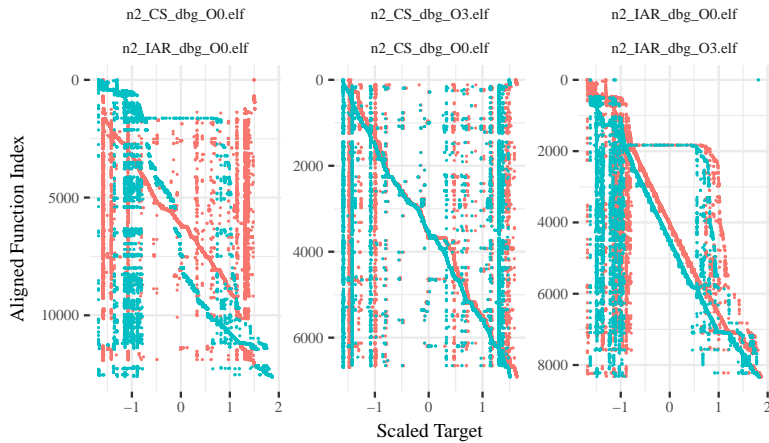 n2_CS_dbg_O0.elf n2_CS_dbg_O3.elf n2_IAR_dbg_O0.elf
n2_IAR_dbg_O0.elf n2_CS_dbg_O0.elf n2_IAR_dbg_O3.elf
Aligned Function Index
0
5000
10000
−1 0 1 2
0
2000
4000
6000
−1 0 1
0
2000
4000
6000
8000
−1 0 1 2
Scaled Target